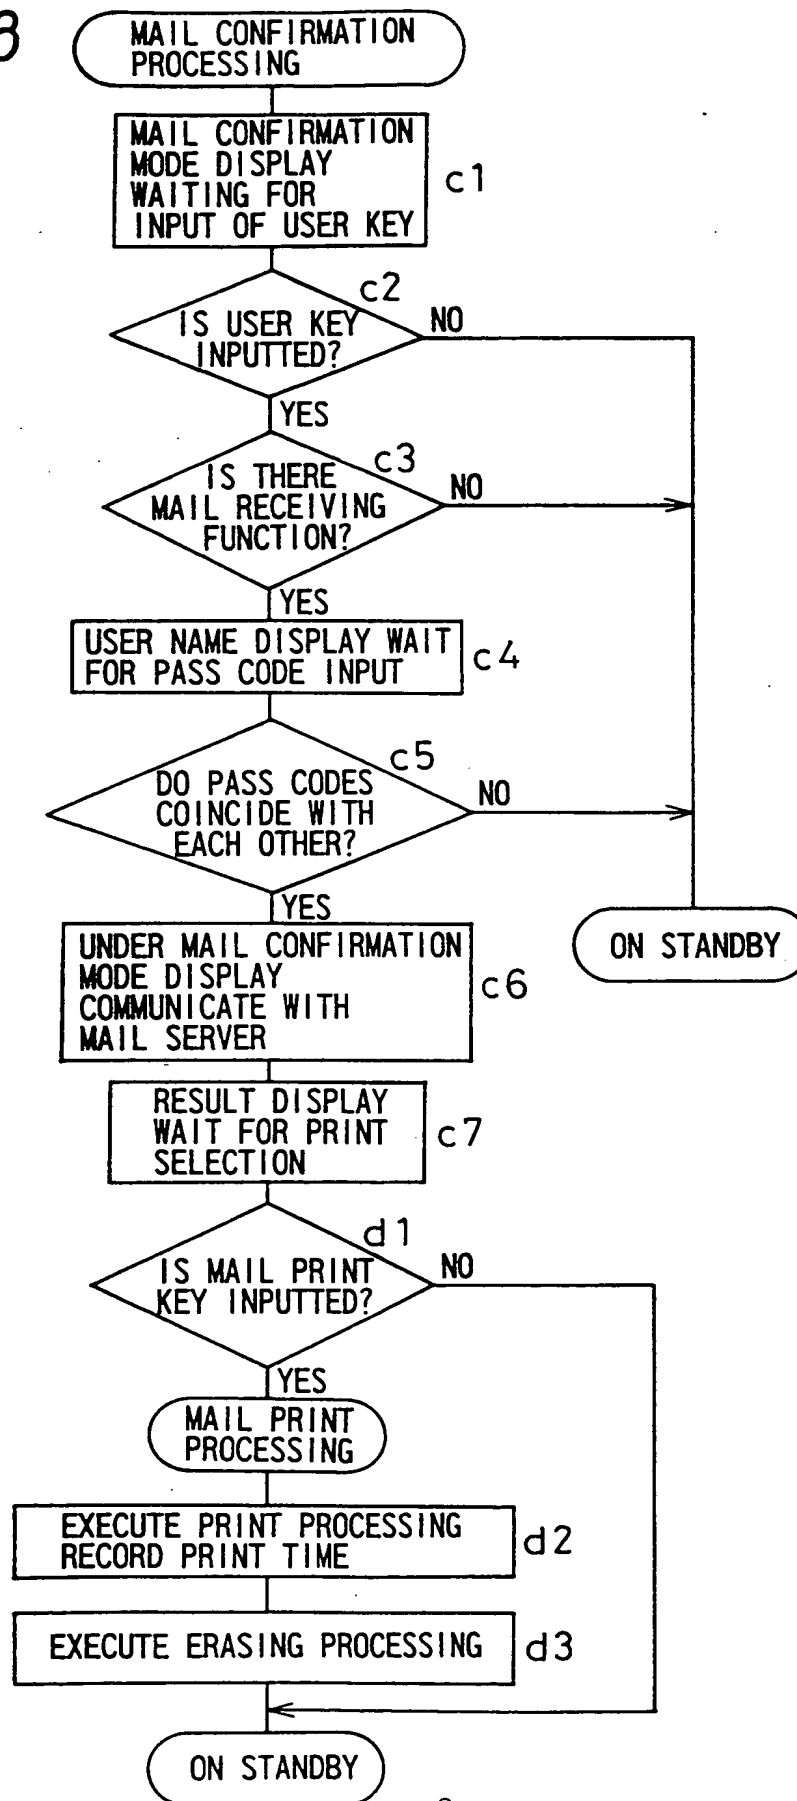 MAIL CONFIRMATION
PROCESSING
MAIL CONFIRMATION
MODE DISPLAY
WAITING FOR
INPUT OF USER KEY
c1
c2
IS USER KEY
INPUTTED?
NO
YES
c3
IS THERE
MAIL RECEIVING
FUNCTION?
NO
YES
USER NAME DISPLAY WAIT
FOR PASS CODE INPUT
c4
c5
DO PASS CODES
COINCIDE WITH
EACH OTHER?
NO
YES
ON STANDBY
UNDER MAIL CONFIRMATION
MODE DISPLAY
COMMUNICATE WITH
MAIL SERVER
c6
RESULT DISPLAY
WAIT FOR PRINT
SELECTION
c7
d1
IS MAIL PRINT
KEY INPUTTED?
NO
YES
MAIL PRINT
PROCESSING
EXECUTE PRINT PROCESSING
RECORD PRINT TIME
d2
EXECUTE ERASING PROCESSING
d3
ON STANDBY